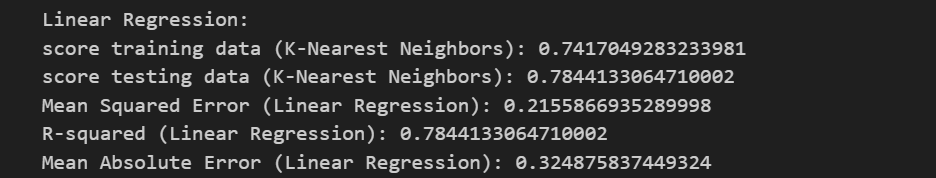 Linear Regression:
score training data (K-Nearest Neighbors): 0.7417049283233981
score testing data (K-Nearest Neighbors): 0.7844133064710002
Mean Squared Error (Linear Regression): 0.2155866935289998
R-squared (Linear Regression): 0.7844133064710002
Mean Absolute Error (Linear Regression): 0.324875837449324